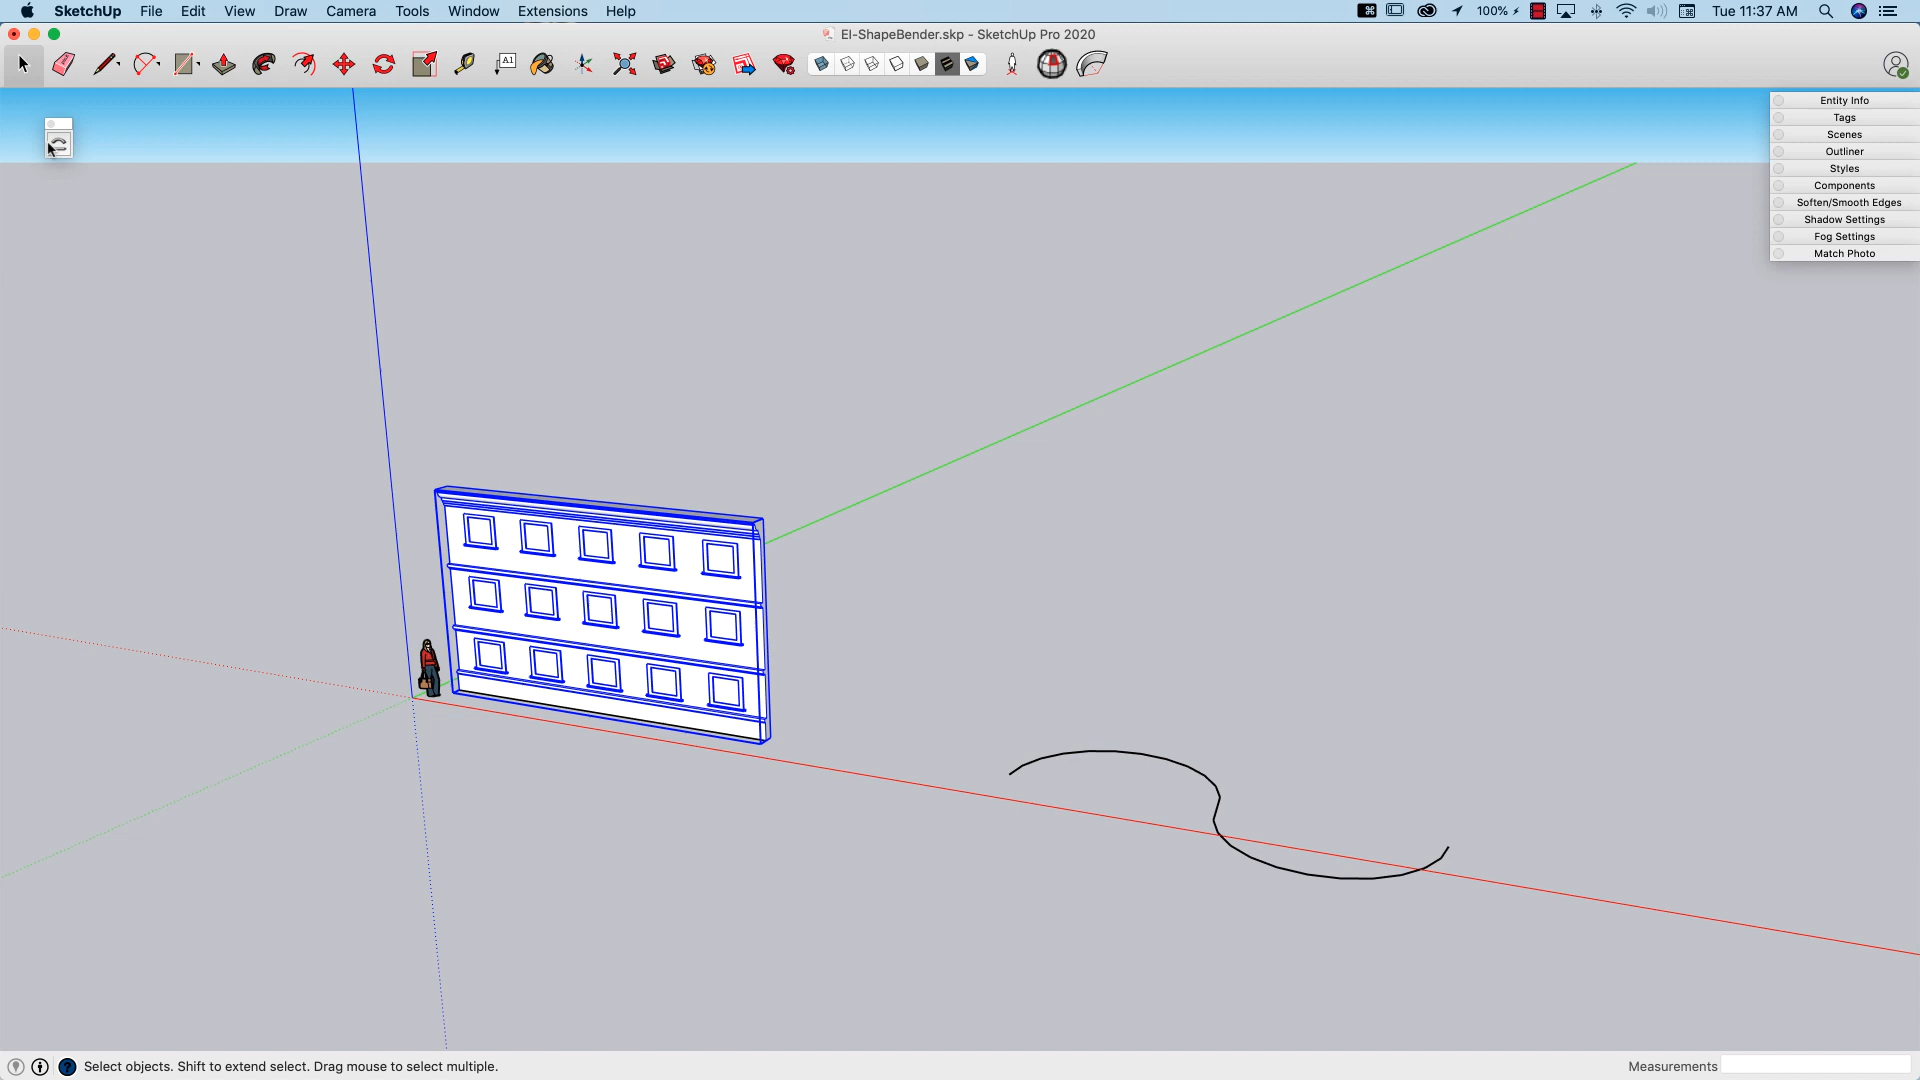 SketchUp File Edit View Draw Camera Tools Window Extensions Help 100% Tue 11:37 AM
EI-ShapeBender.skp - SketchUp Pro 2020
A1
Entity Info
Tags
Scenes
Outliner
Styles
Components
Soften/Smooth Edges
Shadow Settings
Fog Settings
Match Photo
Select objects. Shift to extend select. Drag mouse to select multiple. Measurements